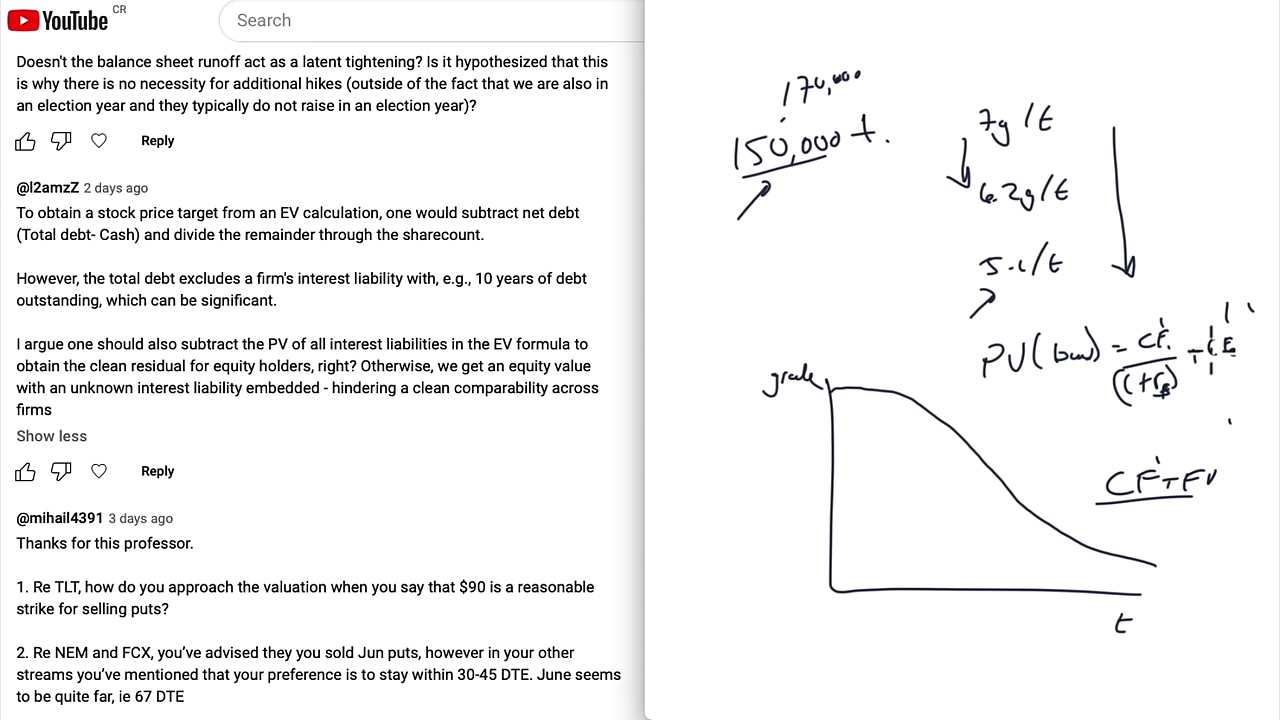 YouTube CR
Search
Doesn't the balance sheet runoff act as a latent tightening? Is it hypothesized that this
is why there is no necessity for additional hikes (outside of the fact that we are also in
an election year and they typically do not raise in an election year)?
Reply
@l2amzZ 2 days ago
To obtain a stock price target from an EV calculation, one would subtract net debt
(Total debt- Cash) and divide the remainder through the sharecount.
However, the total debt excludes a firm's interest liability with, e.g., 10 years of debt
outstanding, which can be significant.
I argue one should also subtract the PV of all interest liabilities in the EV formula to
obtain the clean residual for equity holders, right? Otherwise, we get an equity value
with an unknown interest liability embedded - hindering a clean comparability across
firms
Show less
Reply
@mihail4391 3 days ago
Thanks for this professor.
1. Re TLT, how do you approach the valuation when you say that $90 is a reasonable
strike for selling puts?
2. Re NEM and FCX, you’ve advised they you sold Jun puts, however in your other
streams you’ve mentioned that your preference is to stay within 30-45 DTE. June seems
to be quite far, ie 67 DTE
170,000
150,000 t.
7g/t
6.2g/t
PV( ) = CF
grade
CF+FV
t